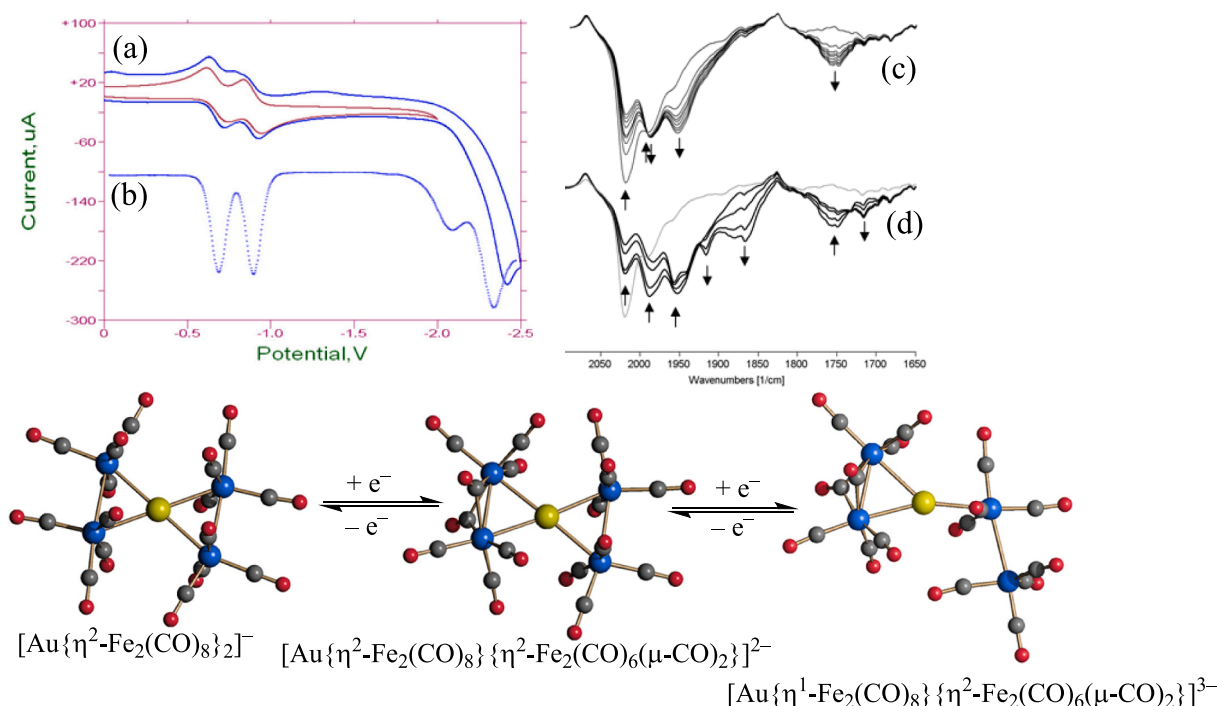 (a)
(b)
+100
+20
-60
-140
-220
-300
Current, uA
0
-0.5
-1.0
-1.5
-2.0
-2.5
Potential, V
(c)
(d)
2050 2000 1950 1900 1850 1800 1750 1700 1650
Wavenumbers [1/cm]
+ e⁻
– e⁻
+ e⁻
– e⁻
[Au{η²-Fe₂(CO)₈}₂]⁻
[Au{η²-Fe₂(CO)₈}{η²-Fe₂(CO)₆(μ-CO)₂}]²⁻
[Au{η¹-Fe₂(CO)₈}{η²-Fe₂(CO)₆(μ-CO)₂}]³⁻